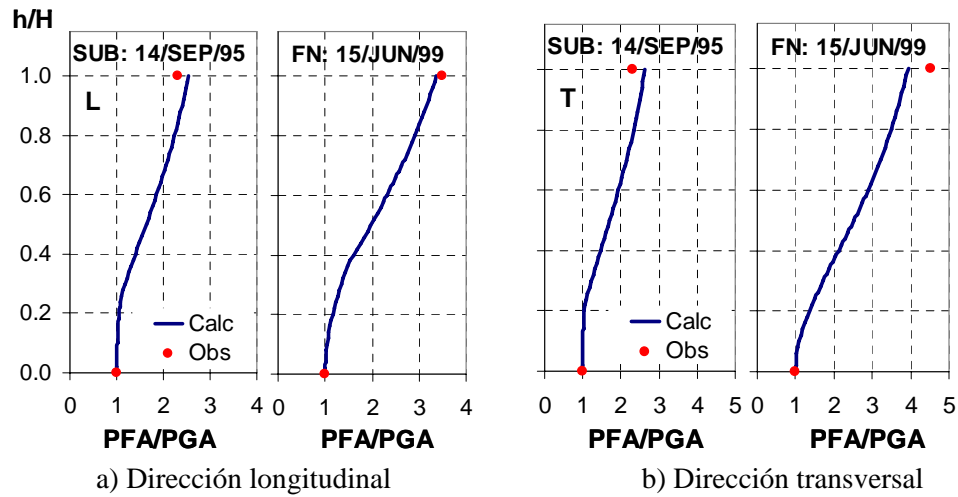 h/H
SUB: 14/SEP/95
FN: 15/JUN/99
SUB: 14/SEP/95
FN: 15/JUN/99
1.0
0.8
0.6
0.4
0.2
0.0
L
T
Calc
Obs
Calc
Obs
0 1 2 3 4
0 1 2 3 4
0 1 2 3 4 5
0 1 2 3 4 5
PFA/PGA
PFA/PGA
PFA/PGA
PFA/PGA
a) Dirección longitudinal
b) Dirección transversal